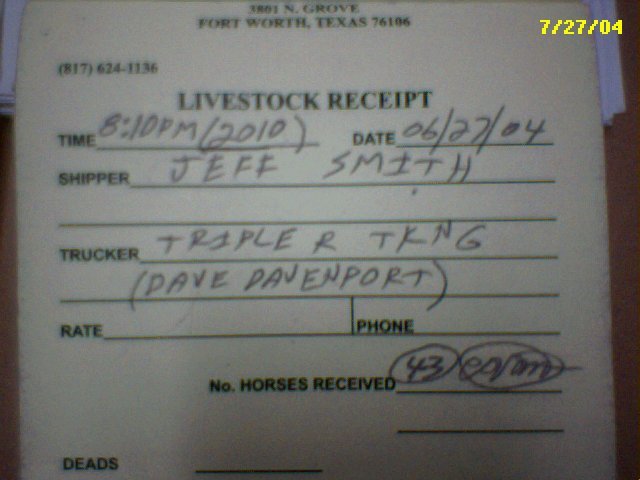 3801 N. GROVE
FORT WORTH, TEXAS 76106
7/27/04
(817) 624-1136
LIVESTOCK RECEIPT
TIME 8:10PM (2010) DATE 06/27/04
SHIPPER JEFF SMITH
TRUCKER TRIPLE R TKNG
(DAVE DAVENPORT)
RATE PHONE
No. HORSES RECEIVED 43
DEADS